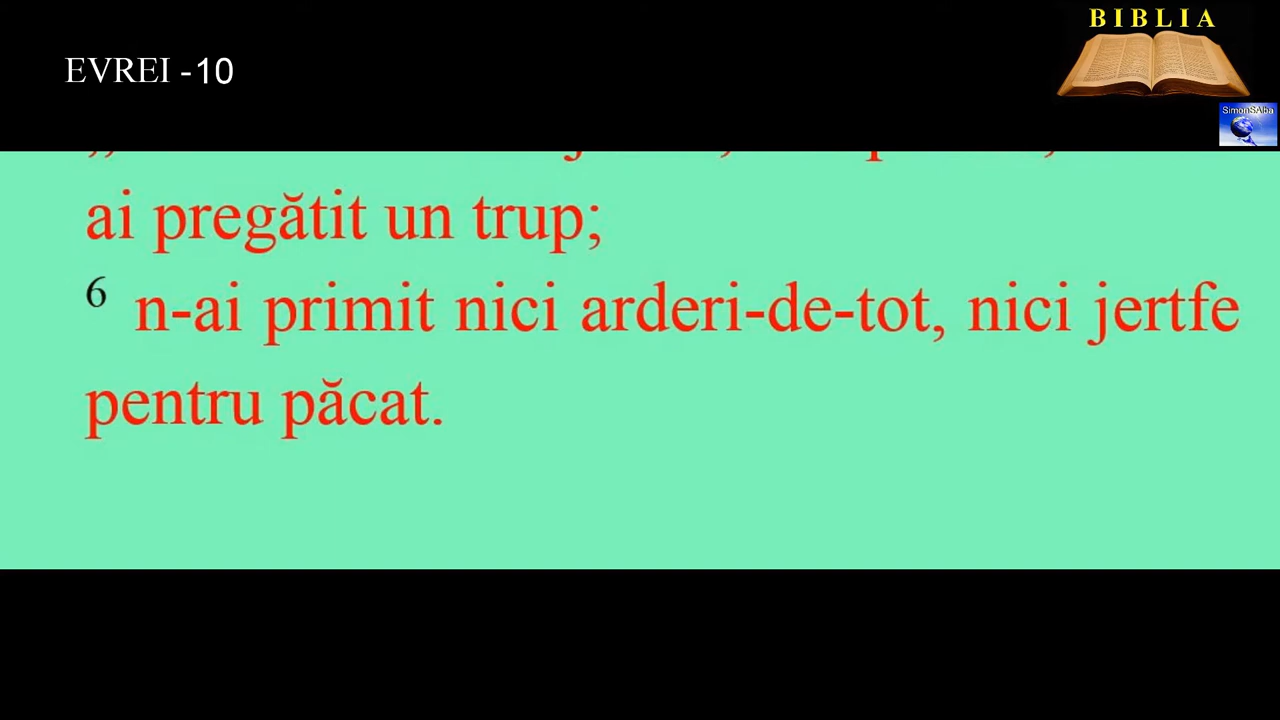 BIBLIA
EVREI -10
SimonSAlba
ai pregătit un trup;
6 n-ai primit nici arderi-de-tot, nici jertfe
pentru păcat.